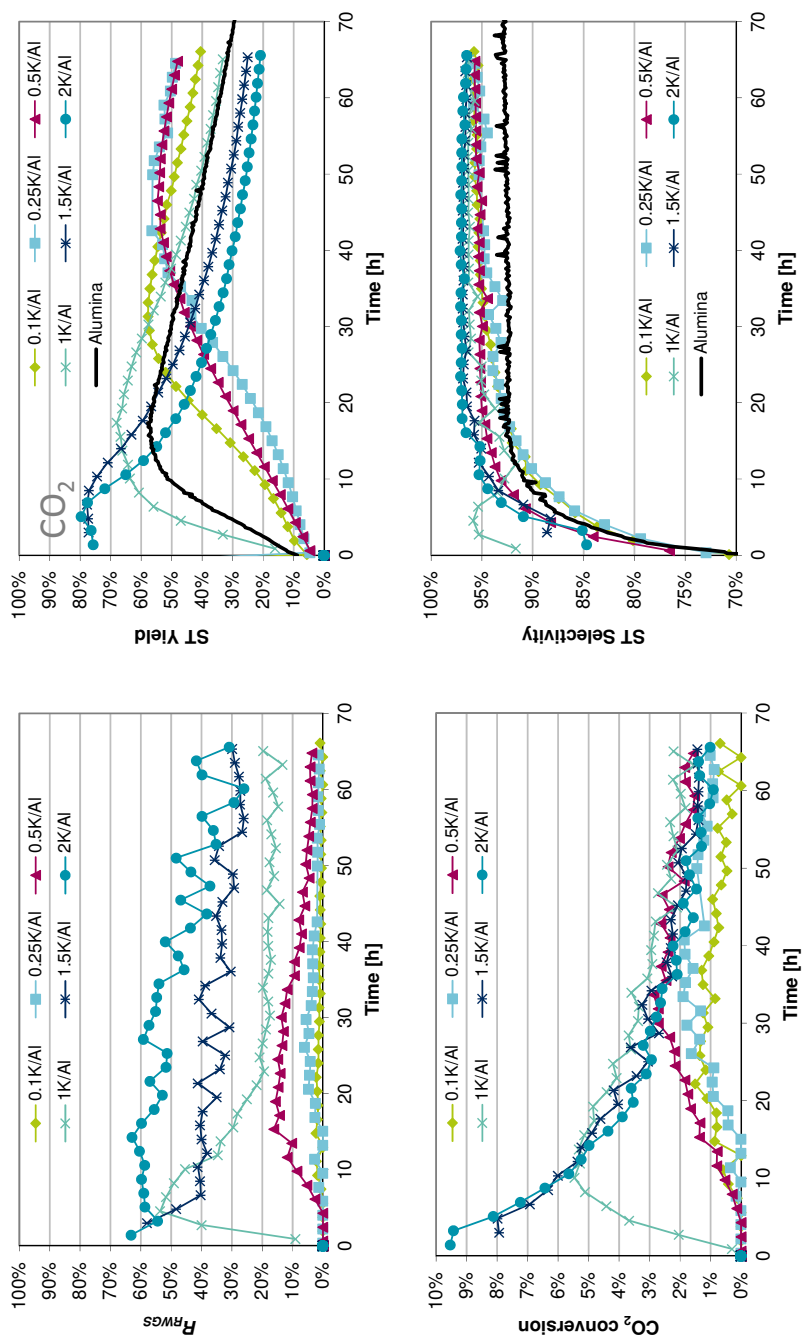 100%
90%
80%
70%
60%
50%
40%
30%
20%
10%
0%
R_RWGS
0.1K/Al 0.25K/Al 0.5K/Al
1K/Al 1.5K/Al 2K/Al
0 10 20 30 40 50 60 70
Time [h]
80%
70%
60%
50%
40%
30%
20%
10%
0%
100%
90%
ST Yield
CO2
0.1K/Al 0.25K/Al 0.5K/Al
1K/Al 1.5K/Al 2K/Al
Alumina
0 10 20 30 40 50 60 70
Time [h]
10%
9%
8%
7%
6%
5%
4%
3%
2%
1%
0%
CO2 conversion
0.1K/Al 0.25K/Al 0.5K/Al
1K/Al 1.5K/Al 2K/Al
0 10 20 30 40 50 60 70
Time [h]
100%
95%
90%
85%
80%
75%
70%
ST Selectivity
0.1K/Al 0.25K/Al 0.5K/Al
1K/Al 1.5K/Al 2K/Al
Alumina
0 10 20 30 40 50 60 70
Time [h]